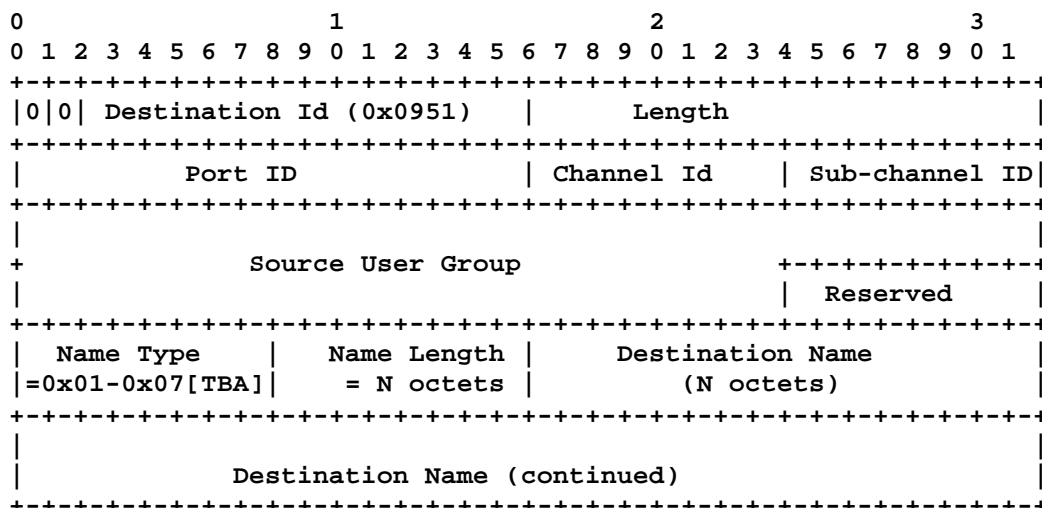 0                   1                   2                   3
0 1 2 3 4 5 6 7 8 9 0 1 2 3 4 5 6 7 8 9 0 1 2 3 4 5 6 7 8 9 0 1
+-+-+-+-+-+-+-+-+-+-+-+-+-+-+-+-+-+-+-+-+-+-+-+-+-+-+-+-+-+-+-+-+
|0|0| Destination Id (0x0951)   |      Length                   |
+-+-+-+-+-+-+-+-+-+-+-+-+-+-+-+-+-+-+-+-+-+-+-+-+-+-+-+-+-+-+-+-+
|          Port ID              | Channel Id    | Sub-channel ID|
+-+-+-+-+-+-+-+-+-+-+-+-+-+-+-+-+-+-+-+-+-+-+-+-+-+-+-+-+-+-+-+-+
|                                                               |
+              Source User Group                +-+-+-+-+-+-+-+-+
|                                               |  Reserved     |
+-+-+-+-+-+-+-+-+-+-+-+-+-+-+-+-+-+-+-+-+-+-+-+-+-+-+-+-+-+-+-+-+
|  Name Type    |   Name Length |     Destination Name          |
|=0x01-0x07[TBA]|    = N octets |         (N octets)            |
+-+-+-+-+-+-+-+-+-+-+-+-+-+-+-+-+-+-+-+-+-+-+-+-+-+-+-+-+-+-+-+-+
|                                                               |
|             Destination Name (continued)                      |
+-+-+-+-+-+-+-+-+-+-+-+-+-+-+-+-+-+-+-+-+-+-+-+-+-+-+-+-+-+-+-+-+